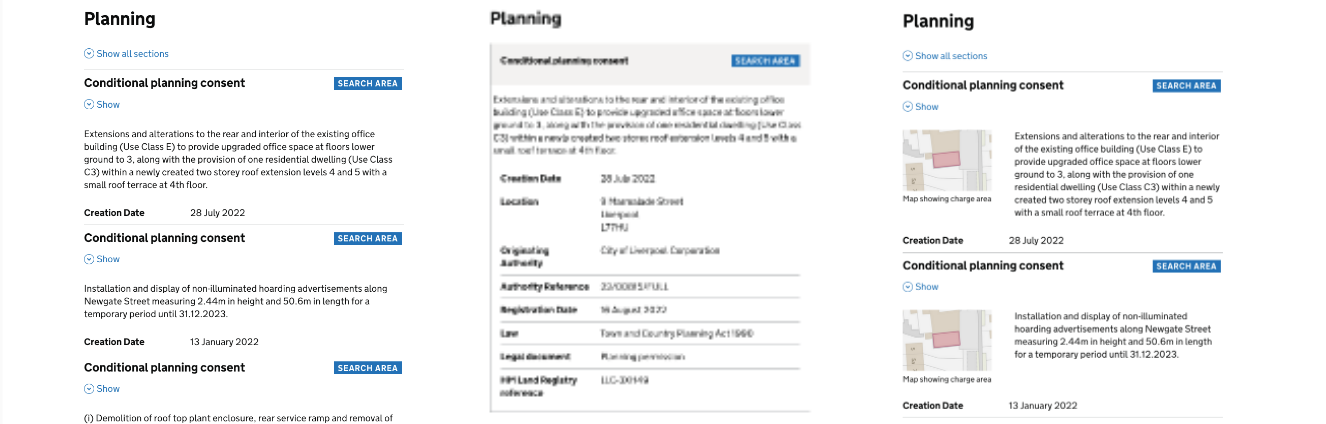 Planning
Show all sections
Conditional planning consent
SEARCH AREA
Show
Extensions and alterations to the rear and interior of the existing office
building (Use Class E) to provide upgraded office space at floors lower
ground to 3, along with the provision of one residential dwelling (Use Class
C3) within a newly created two storey roof extension levels 4 and 5 with a
small roof terrace at 4th floor.
Creation Date 28 July 2022
Conditional planning consent
SEARCH AREA
Show
Installation and display of non-illuminated hoarding advertisements along
Newgate Street measuring 2.44m in height and 50.6m in length for a
temporary period until 31.12.2023.
Creation Date 13 January 2022
Conditional planning consent
SEARCH AREA
Show
(i) Demolition of roof top plant enclosure, rear service ramp and removal of
Planning
Conditional planning consent
SEARCH AREA
Extensions and alterations to the rear and interior of the existing office
building (Use Class E) to provide upgraded office space at floors lower
ground to 3, along with the provision of one residential dwelling (Use Class
C3) within a newly created two storey roof extension levels 4 and 5 with a
small roof terrace at 4th floor.
Creation Date 28 July 2022
Location 9 Marmalade Street
Liverpool
L77HU
Originating City of Liverpool Corporation
Authority
Authority Reference
Registration Date 16 August 2022
Law Town and Country Planning Act 1990
Legal document Planning permission
HM Land Registry
reference
Planning
Show all sections
Conditional planning consent
SEARCH AREA
Show
Extensions and alterations to the rear and interior
of the existing office building (Use Class E) to
provide upgraded office space at floors lower
ground to 3, along with the provision of one
residential dwelling (Use Class C3) within a newly
created two storey roof extension levels 4 and 5
with a small roof terrace at 4th floor.
Map showing charge area
Creation Date 28 July 2022
Conditional planning consent
SEARCH AREA
Show
Installation and display of non-illuminated
hoarding advertisements along Newgate Street
measuring 2.44m in height and 50.6m in length
for a temporary period until 31.12.2023.
Map showing charge area
Creation Date 13 January 2022